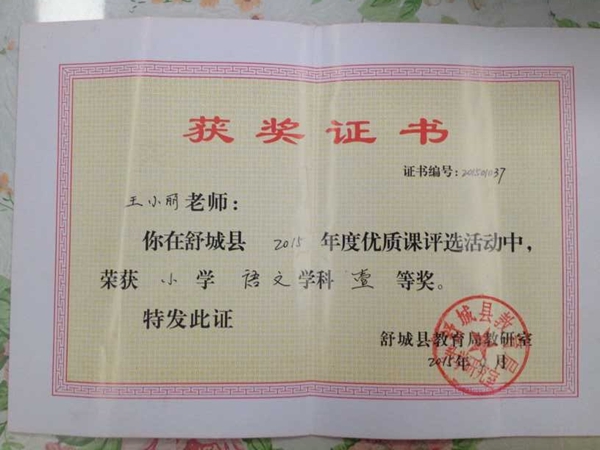 获奖证书
证书编号：201501037
王小丽老师：
你在舒城县 2015 年度优质课评选活动中，
荣获 小学 语文 学科 壹 等奖。
特发此证
舒城县教育局教研室
2015年 月